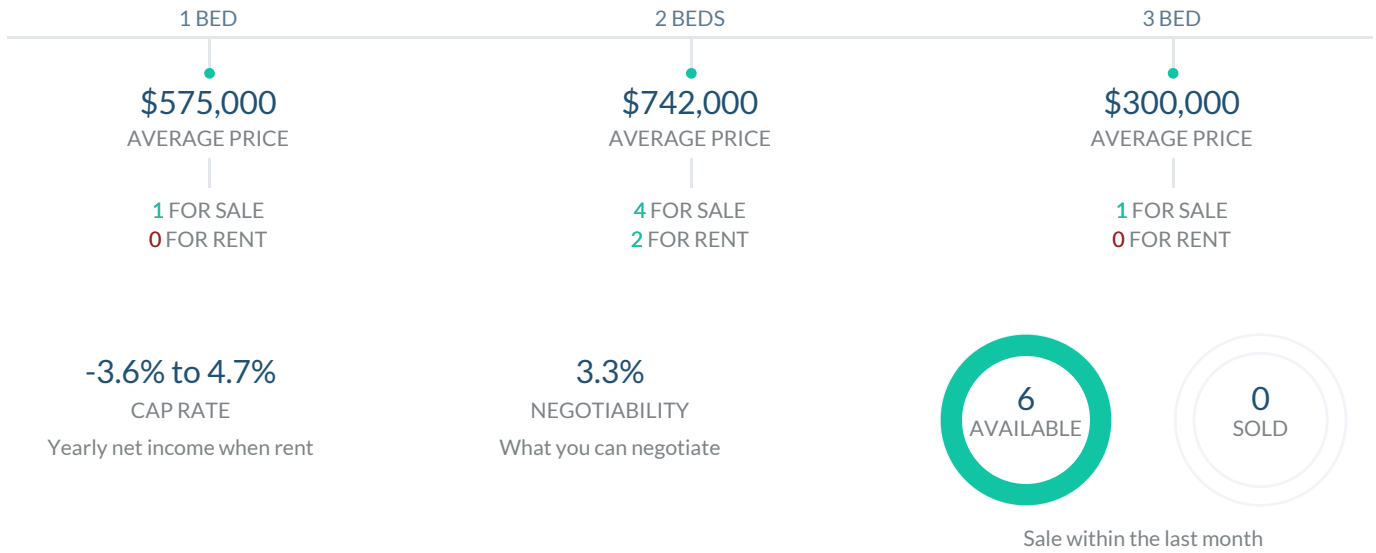 1 BED
$575,000
AVERAGE PRICE
1 FOR SALE
0 FOR RENT
2 BEDS
$742,000
AVERAGE PRICE
4 FOR SALE
2 FOR RENT
3 BED
$300,000
AVERAGE PRICE
1 FOR SALE
0 FOR RENT
-3.6% to 4.7%
CAP RATE
Yearly net income when rent
3.3%
NEGOTIABILITY
What you can negotiate
6
AVAILABLE
0
SOLD
Sale within the last month